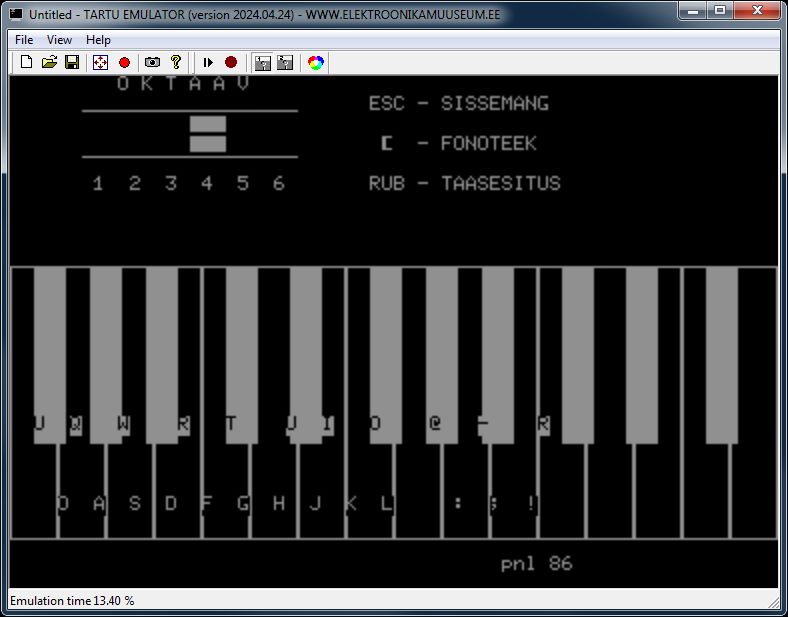 Untitled - TARTU EMULATOR (version 2024.04.24) - WWW.ELEKTROONIKAMUUSEUM.EE
File View Help
O K T A A V
ESC - SISSEMANG
[ - FONOTEEK
1 2 3 4 5 6
RUB - TAASESITUS
U Q W R T U I O @ - R
O A S D F G H J K L : ; !
pnl 86
Emulation time 13.40 %